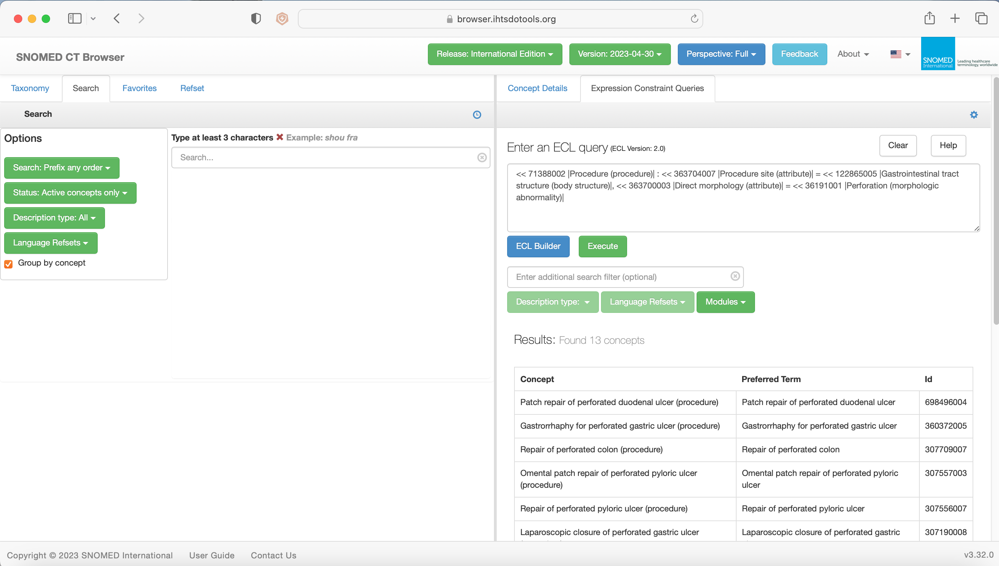 browser.ihtsdotools.org
SNOMED CT Browser
Release: International Edition
Version: 2023-04-30
Perspective: Full
Feedback
About
SNOMED
International
Leading healthcare
terminology, worldwide
Taxonomy
Search
Favorites
Refset
Search
Options
Search: Prefix any order
Status: Active concepts only
Description type: All
Language Refsets
Group by concept
Type at least 3 characters ✖ Example: shou fra
Search...
Concept Details
Expression Constraint Queries
Enter an ECL query (ECL Version: 2.0)
Clear
Help
<< 71388002 |Procedure (procedure)| : << 363704007 |Procedure site (attribute)| = << 122865005 |Gastrointestinal tract
structure (body structure)|, << 363700003 |Direct morphology (attribute)| = << 36191001 |Perforation (morphologic
abnormality)|
ECL Builder
Execute
Enter additional search filter (optional)
Description type:
Language Refsets
Modules
Results: Found 13 concepts
Concept Preferred Term Id
Patch repair of perforated duodenal ulcer (procedure) Patch repair of perforated duodenal ulcer 698496004
Gastrorrhaphy for perforated gastric ulcer (procedure) Gastrorrhaphy for perforated gastric ulcer 360372005
Repair of perforated colon (procedure) Repair of perforated colon 307709007
Omental patch repair of perforated pyloric ulcer Omental patch repair of perforated pyloric 307557003
(procedure) ulcer
Repair of perforated pyloric ulcer (procedure) Repair of perforated pyloric ulcer 307556007
Laparoscopic closure of perforated gastric ulcer Laparoscopic closure of perforated gastric 307190008
Copyright © 2023 SNOMED International
User Guide
Contact Us
v3.32.0